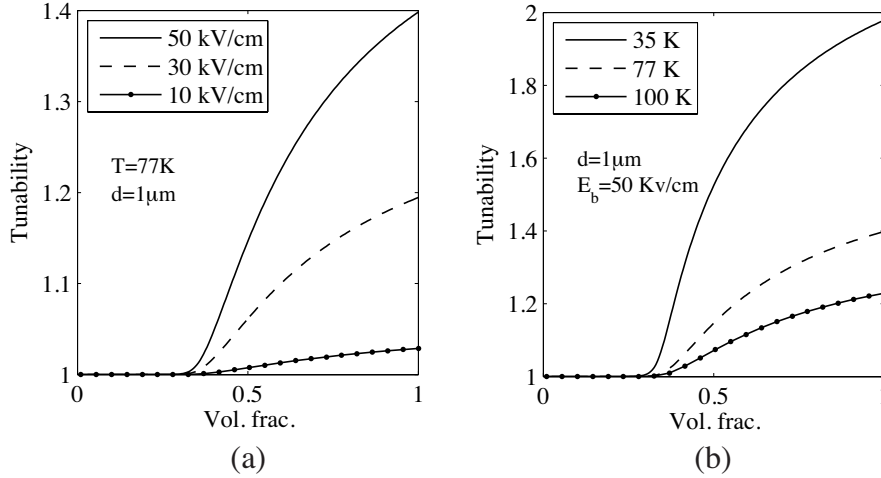 1.4
1.3
1.2
1.1
1
Tunability
50 kV/cm
30 kV/cm
10 kV/cm
T=77K
d=1μm
0
0.5
1
Vol. frac.
(a)
2
1.8
1.6
1.4
1.2
1
Tunability
35 K
77 K
100 K
d=1μm
E_b=50 Kv/cm
0
0.5
Vol. frac.
(b)